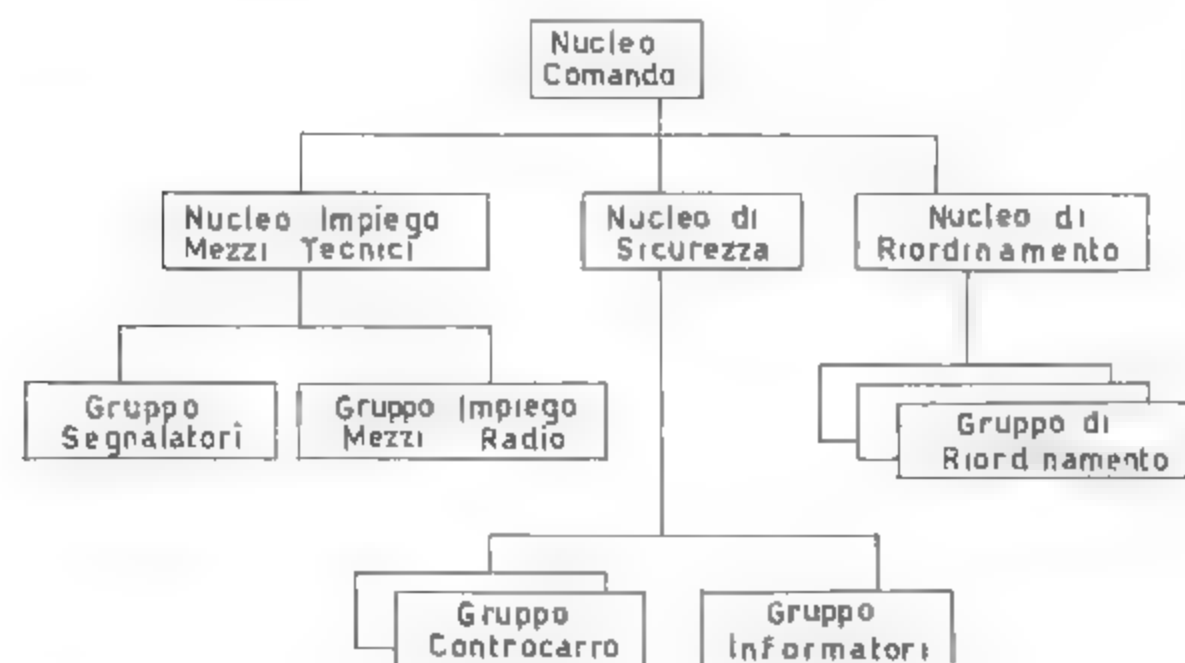 Nucleo
Comando
Nucleo Impiego
Mezzi Tecnici
Nucleo di
Sicurezza
Nucleo di
Riordinamento
Gruppo
Segnalatori
Gruppo Impiego
Mezzi Radio
Gruppo di
Riordinamento
Gruppo
Controcarro
Gruppo
Informatori